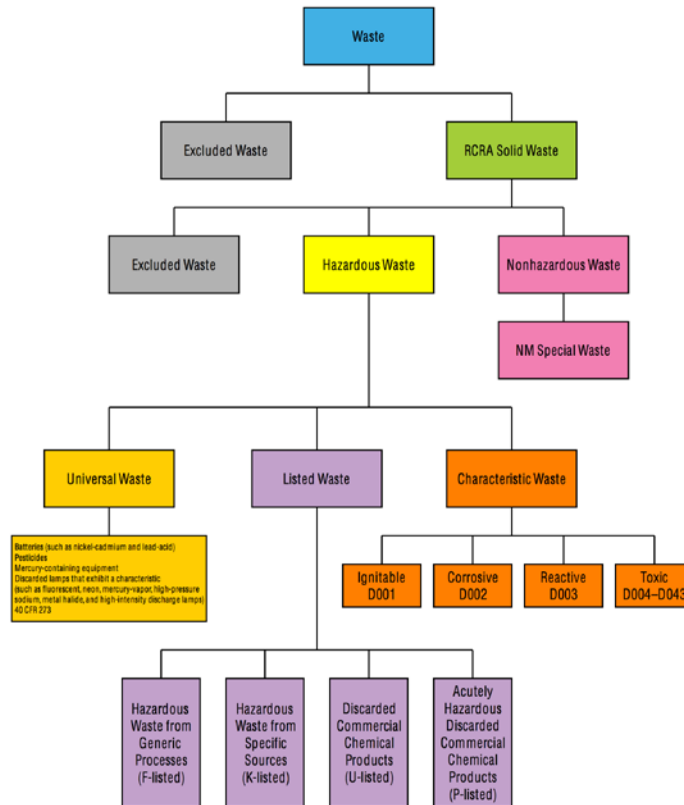 Waste
Excluded Waste
RCRA Solid Waste
Excluded Waste
Hazardous Waste
Nonhazardous Waste
NM Special Waste
Universal Waste
Listed Waste
Characteristic Waste
Batteries (such as nickel-cadmium and lead-acid)
Pesticides
Mercury-containing equipment
Discarded lamps that exhibit a characteristic
(such as fluorescent, neon, mercury-vapor, high-pressure
sodium, metal halide, and high-intensity discharge lamps)
40 CFR 273
Ignitable
D001
Corrosive
D002
Reactive
D003
Toxic
D004–D043
Hazardous
Waste from
Generic
Processes
(F-listed)
Hazardous
Waste from
Specific
Sources
(K-listed)
Discarded
Commercial
Chemical
Products
(U-listed)
Acutely
Hazardous
Discarded
Commercial
Chemical
Products
(P-listed)